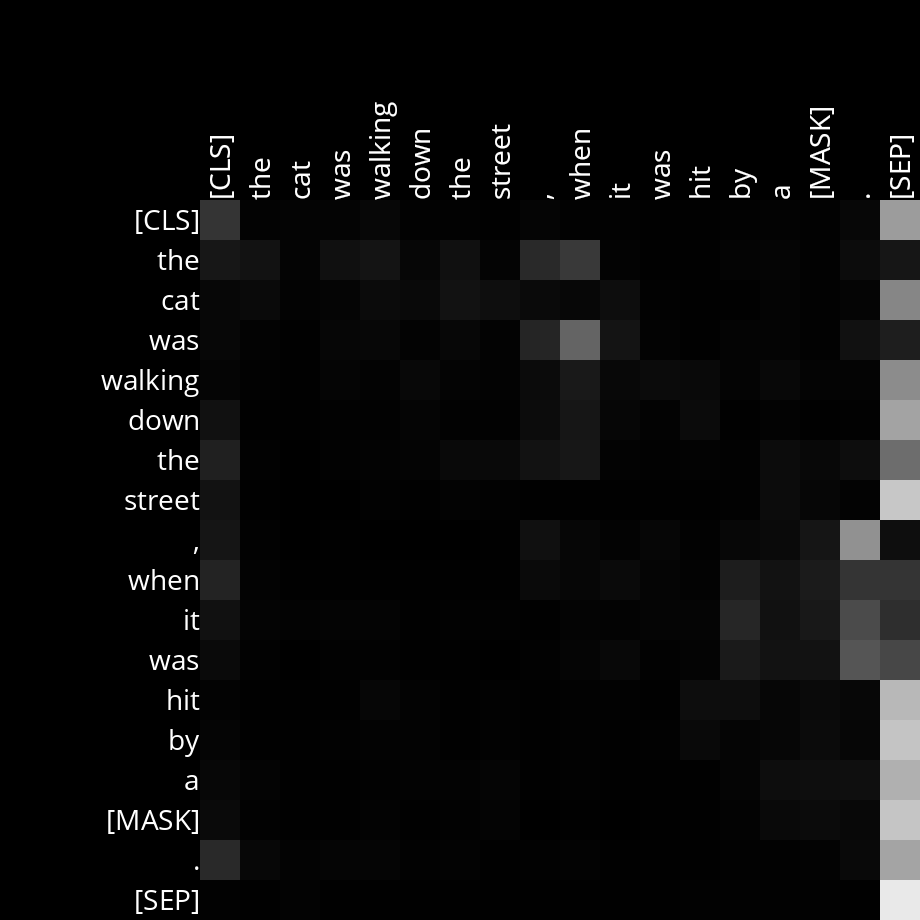 [CLS]
the
cat
was
walking
down
the
street
,
when
it
was
hit
by
a
[MASK]
.
[SEP]
[CLS]
the
cat
was
walking
down
the
street
,
when
it
was
hit
by
a
[MASK]
.
[SEP]